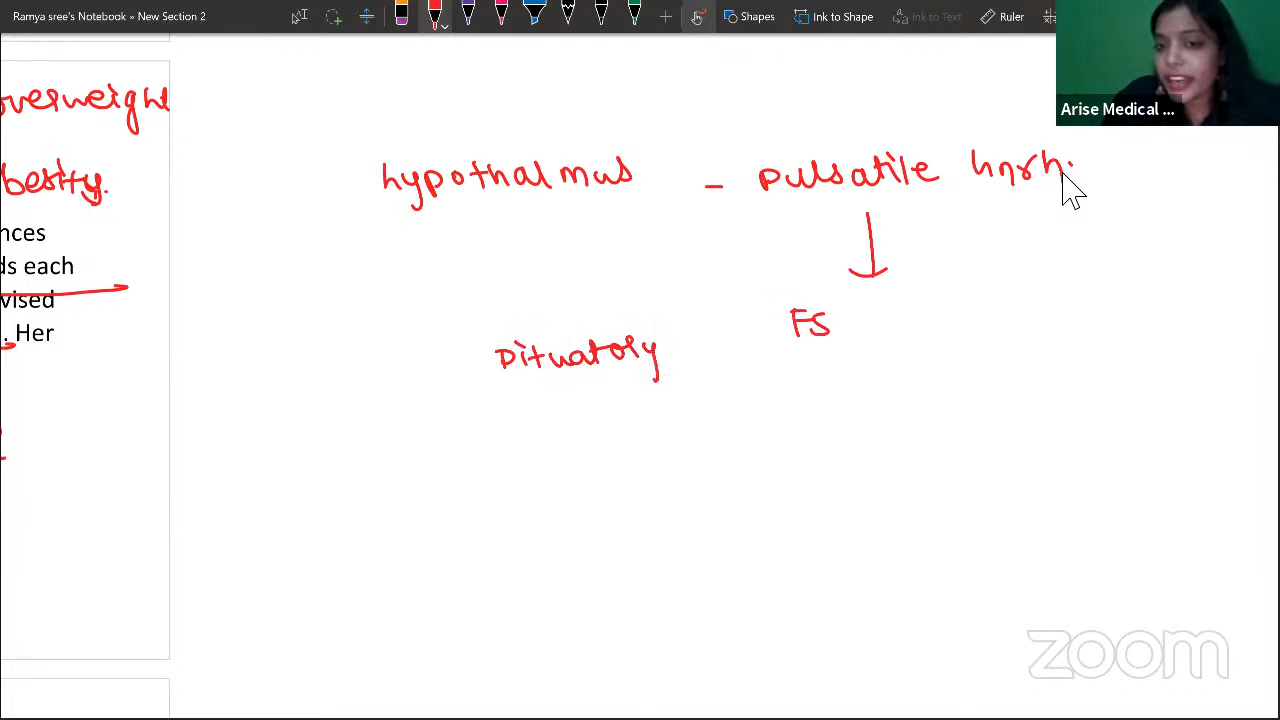 Ramya sree's Notebook » New Section 2
Shapes
Ink to Shape
Ink to Text
Ruler
Arise Medical ...
overweight
besity.
nces
ds each
vised
. Her
hypothalmus - pulsatile hnrh.
FS
Pituatory
zoom